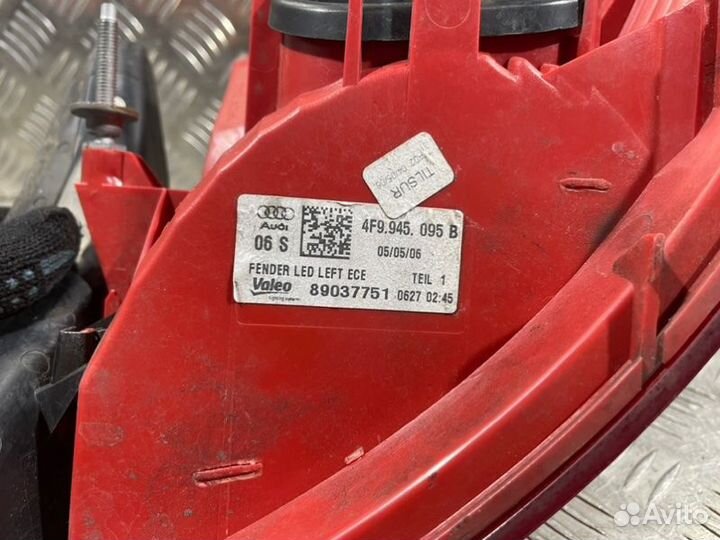 TILSUR
Audi
4F9.945. 095 B
06 S
05/05/06
FENDER LED LEFT ECE
TEIL 1
Valeo
89037751 0627 02:45
Avito